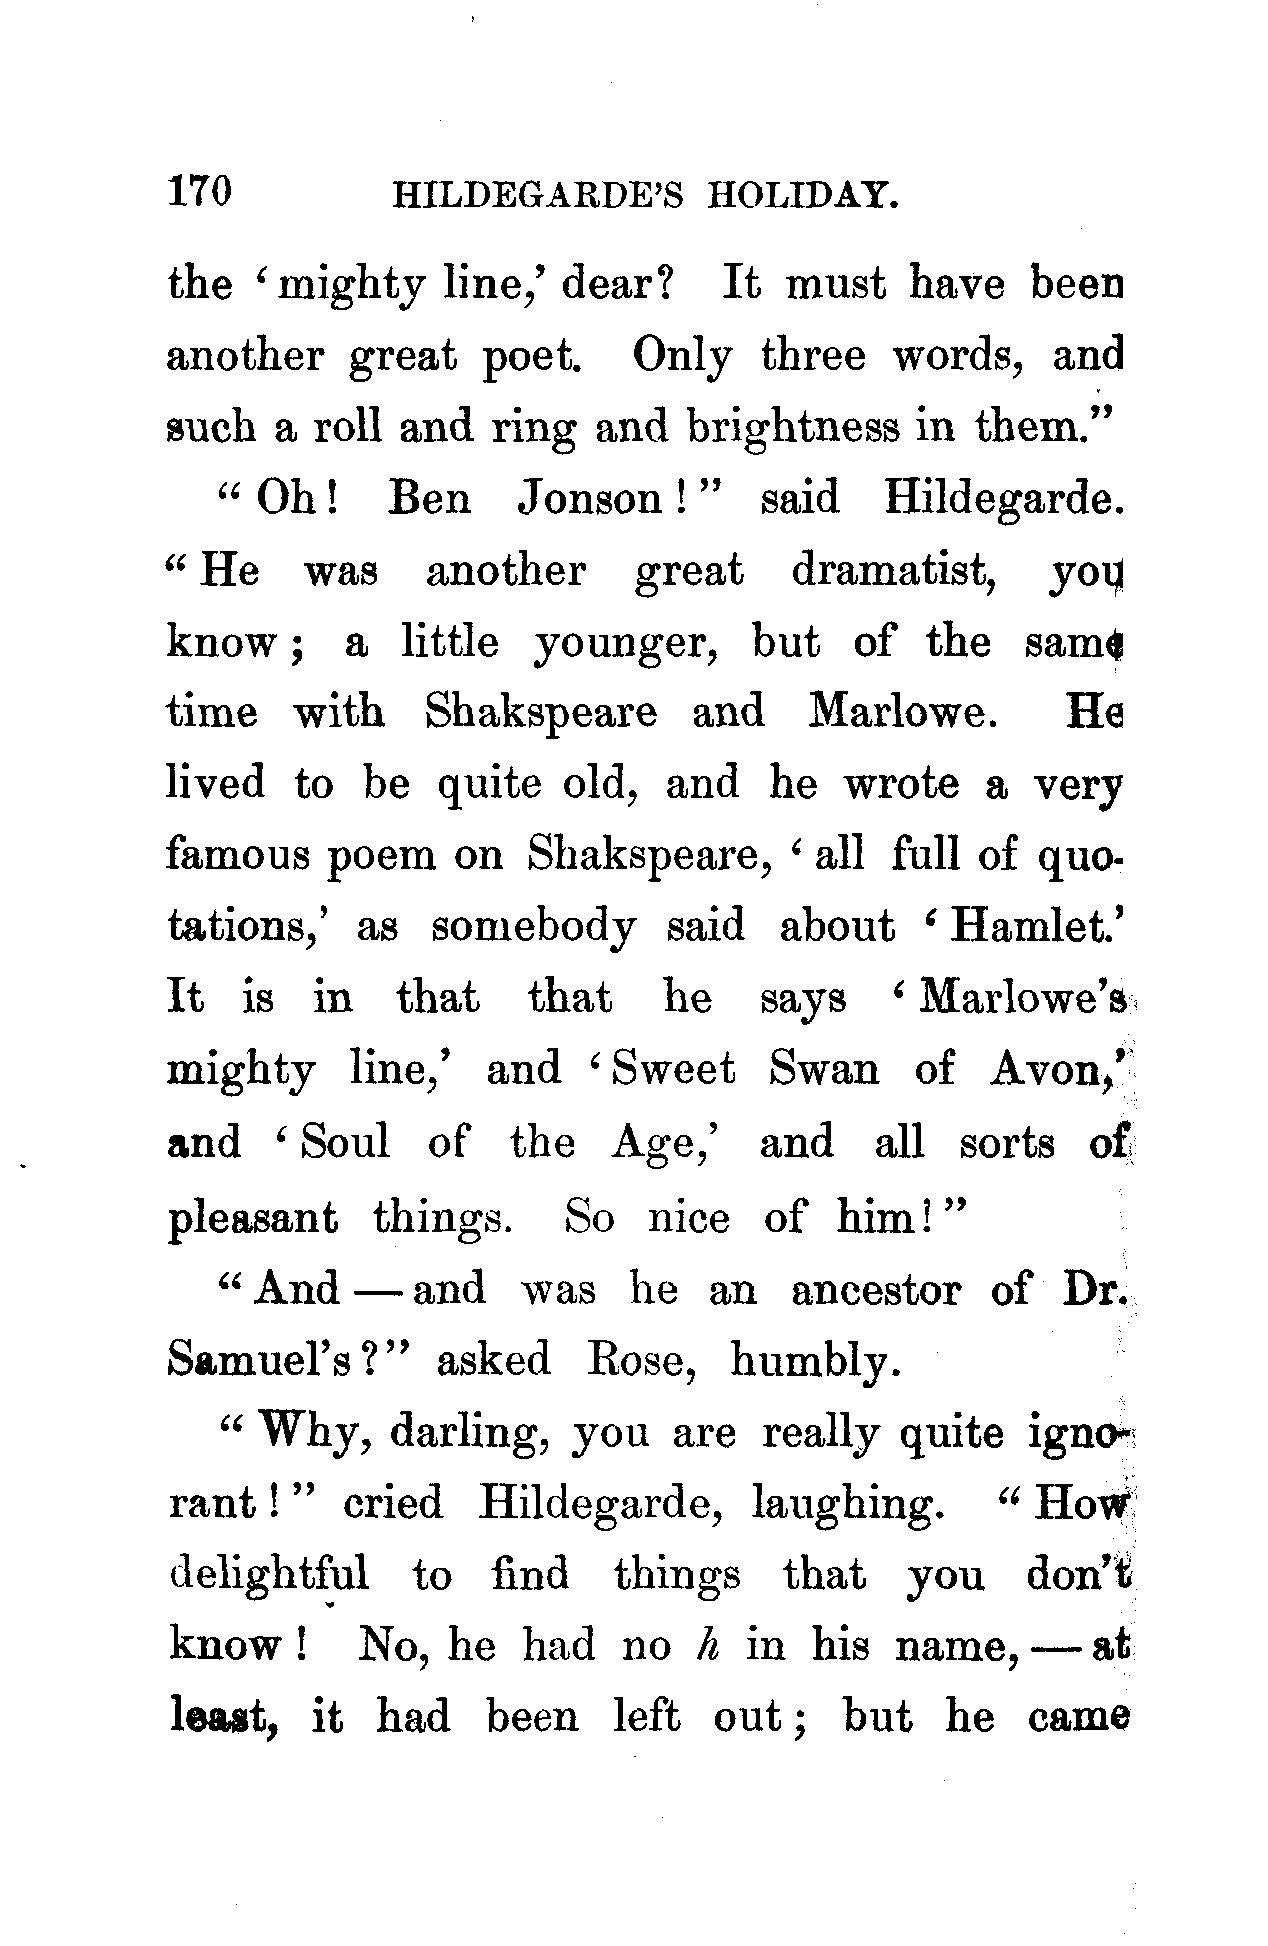 170 HILDEGARDE'S HOLIDAY.
the ‘mighty line,’ dear? It must have been
another great poet. Only three words, and
such a roll and ring and brightness in them.”
“Oh! Ben Jonson!” said Hildegarde.
“He was another great dramatist, you
know; a little younger, but of the same
time with Shakspeare and Marlowe. He
lived to be quite old, and he wrote a very
famous poem on Shakspeare, ‘all full of quo-
tations,’ as somebody said about ‘Hamlet.’
It is in that that he says ‘Marlowe's
mighty line,’ and ‘Sweet Swan of Avon,’
and ‘Soul of the Age,’ and all sorts of
pleasant things. So nice of him!”
“And — and was he an ancestor of Dr.
Samuel's?” asked Rose, humbly.
“Why, darling, you are really quite igno-
rant!” cried Hildegarde, laughing. “How
delightful to find things that you don't
know! No, he had no h in his name, — at
least, it had been left out; but he came